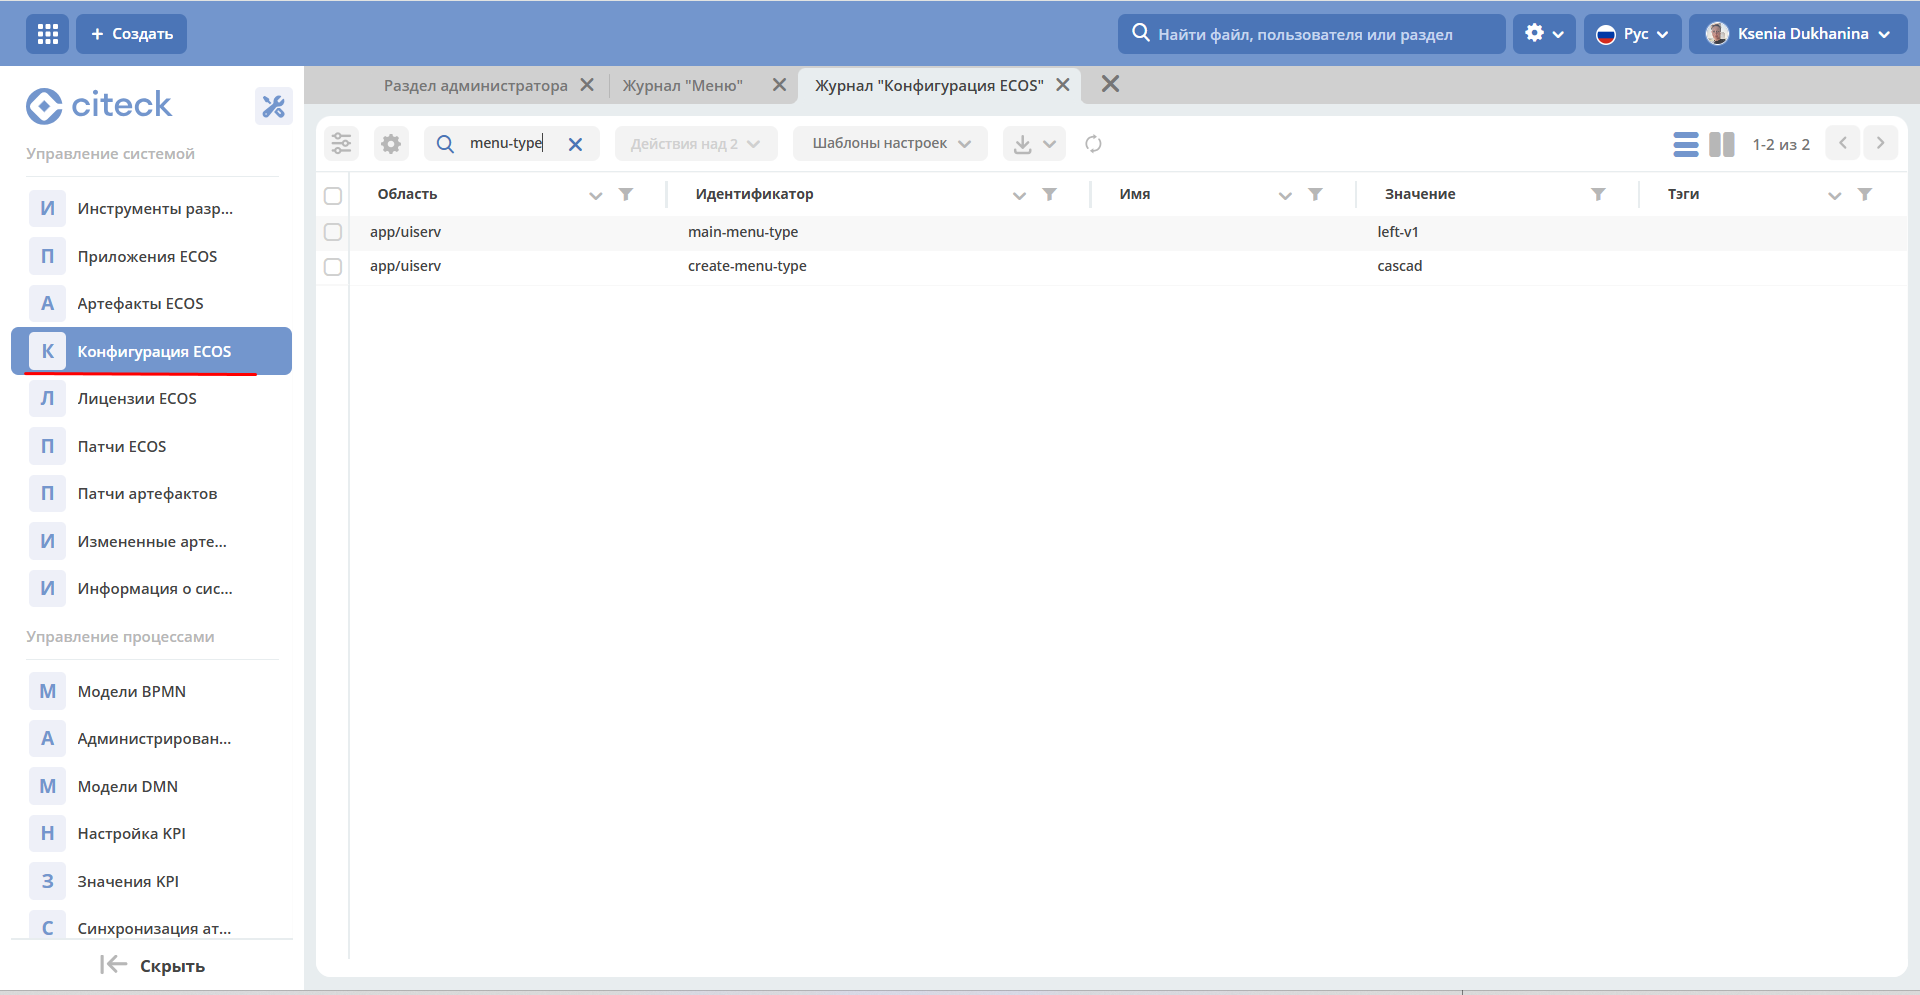 + Создать
Найти файл, пользователя или раздел
Рус
Ksenia Dukhanina
citeck
Раздел администратора
Журнал "Меню"
Журнал "Конфигурация ECOS"
menu-type
Действия над 2
Шаблоны настроек
1-2 из 2
Управление системой
И Инструменты разр...
П Приложения ECOS
А Артефакты ECOS
К Конфигурация ECOS
Л Лицензии ECOS
П Патчи ECOS
П Патчи артефактов
И Измененные арте...
И Информация о сис...
Управление процессами
М Модели BPMN
А Администрирован...
М Модели DMN
Н Настройка KPI
З Значения KPI
С Синхронизация ат...
Скрыть
Область Идентификатор Имя Значение Тэги
app/uiserv main-menu-type left-v1
app/uiserv create-menu-type cascad